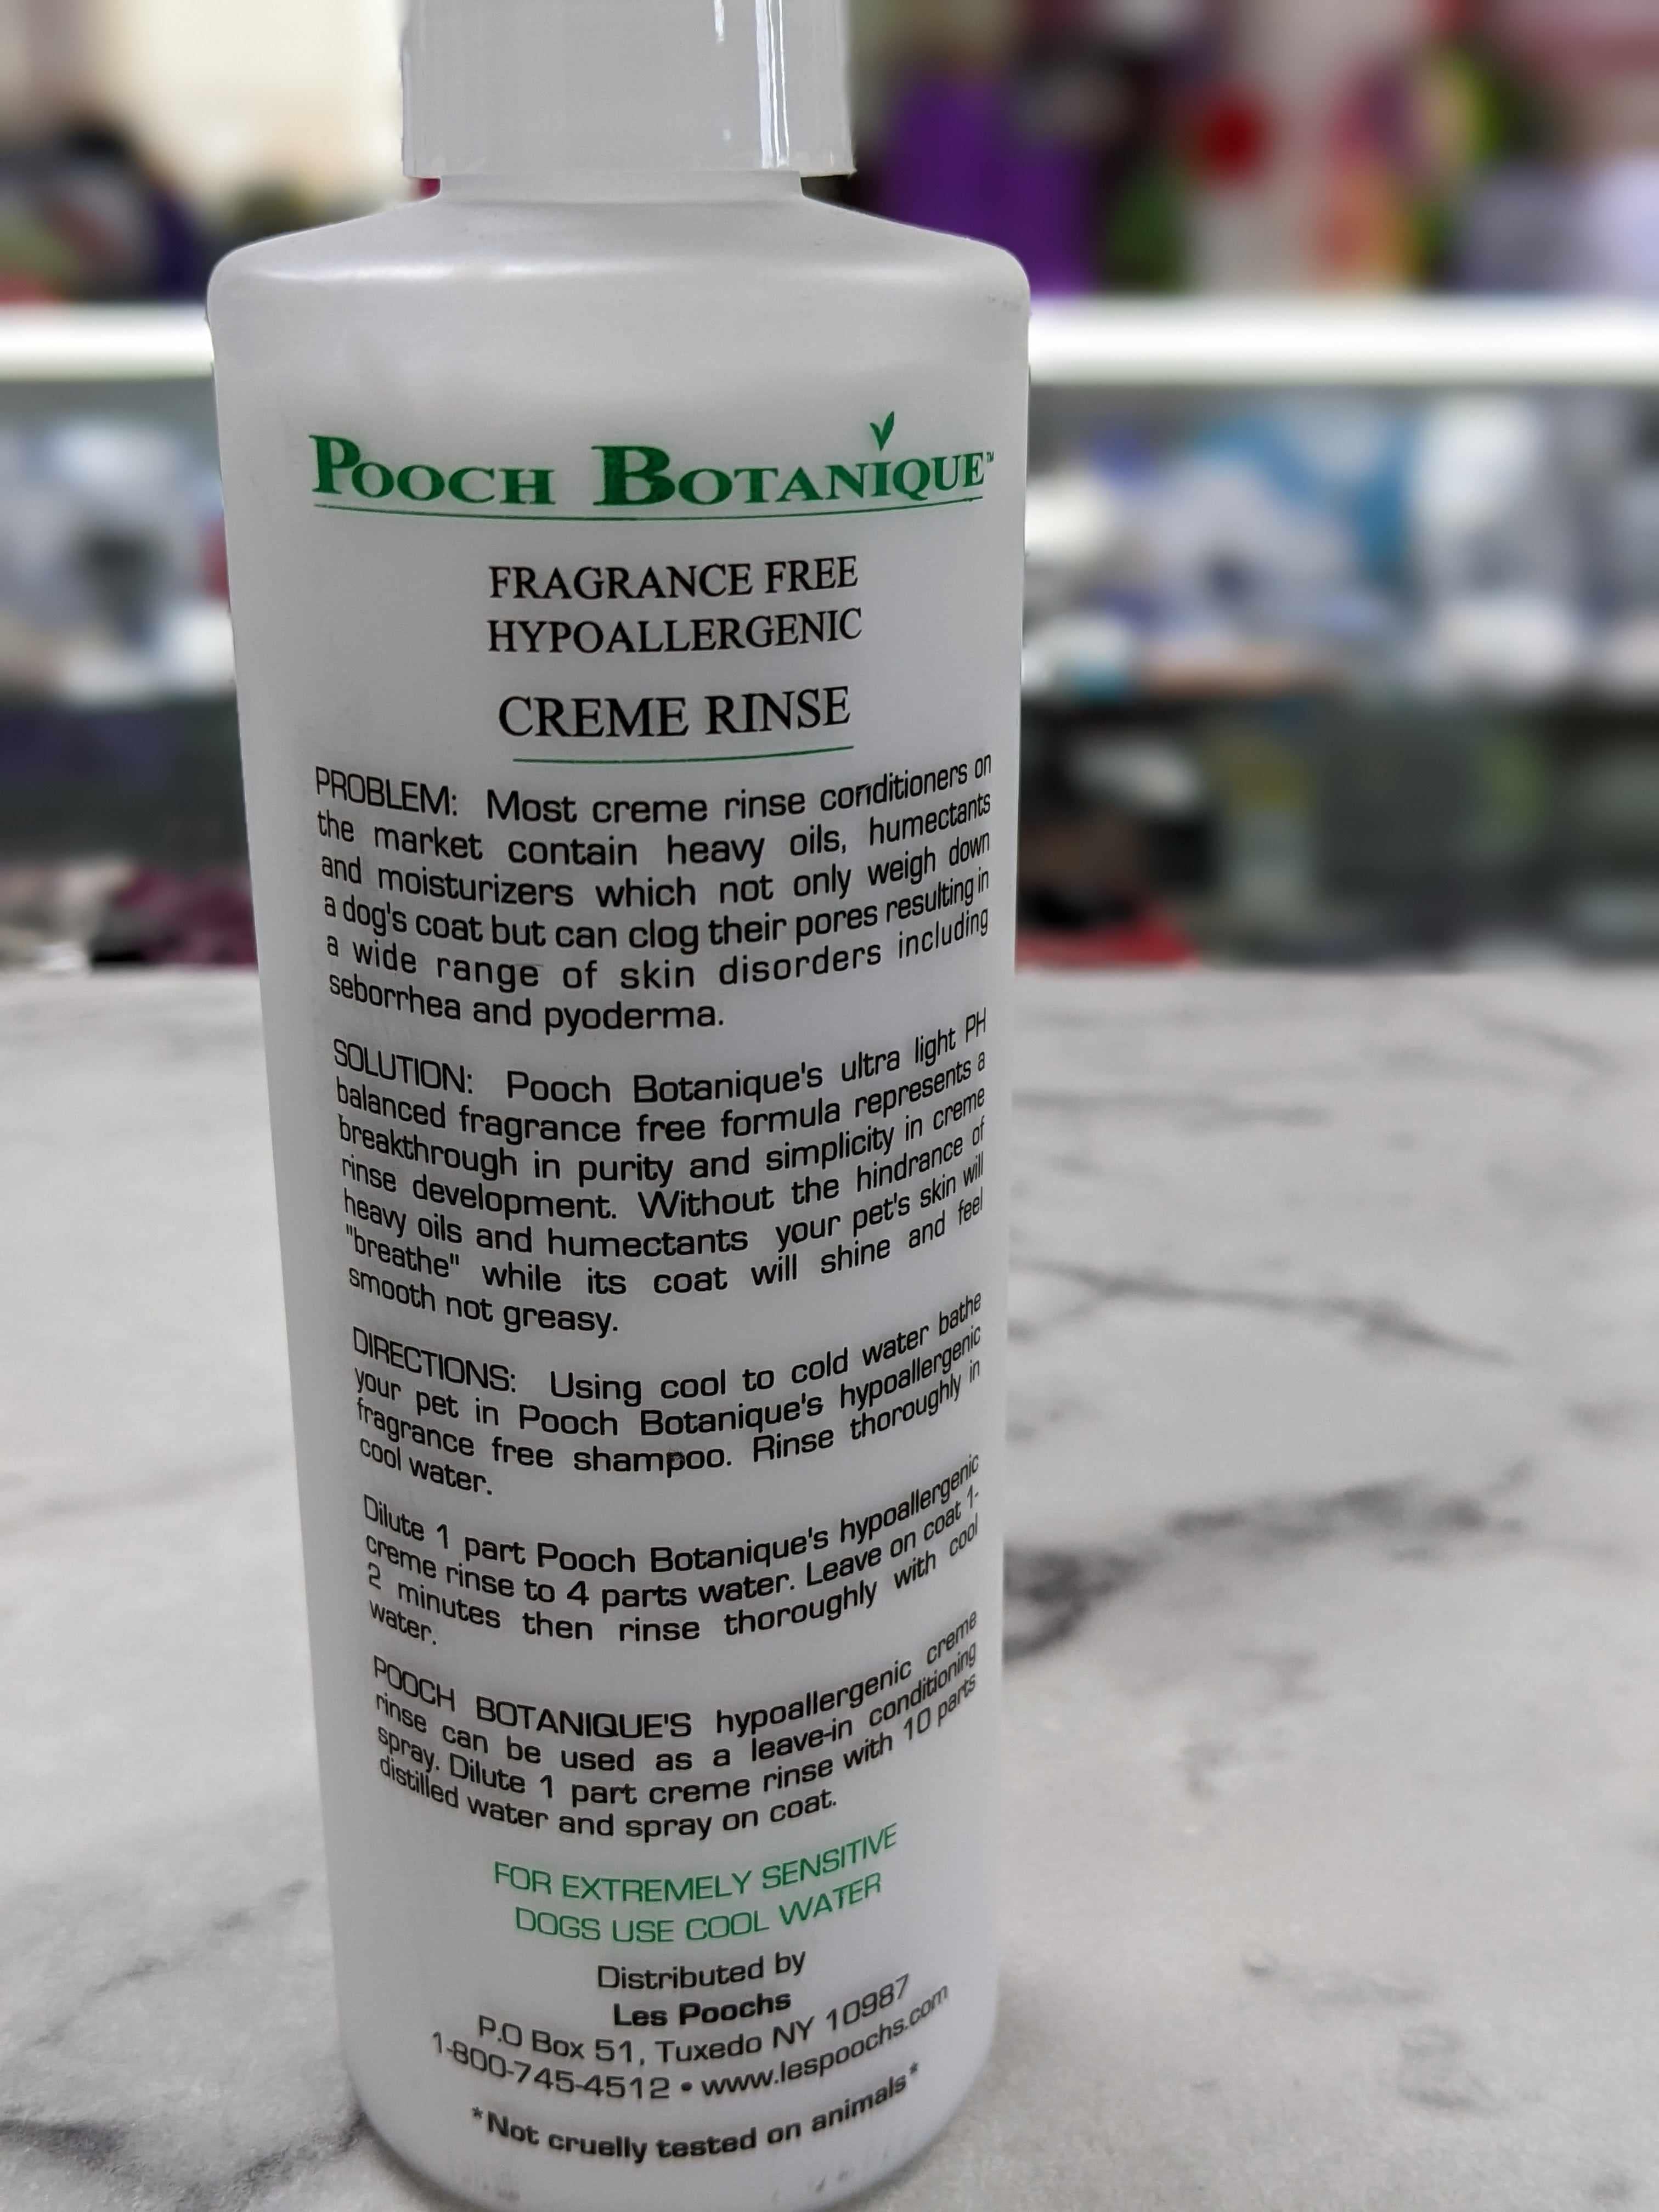 POOCH BOTANIQUE™
FRAGRANCE FREE
HYPOALLERGENIC
CREME RINSE
PROBLEM: Most creme rinse conditioners on
the market contain heavy oils, humectants
and moisturizers which not only weigh down
a dog's coat but can clog their pores resulting in
a wide range of skin disorders including
seborrhea and pyoderma.
SOLUTION: Pooch Botanique's ultra light PH
balanced fragrance free formula represents a
breakthrough in purity and simplicity in creme
rinse development. Without the hindrance of
heavy oils and humectants your pet's skin will
"breathe" while its coat will shine and feel
smooth not greasy.
DIRECTIONS: Using cool to cold water bathe
your pet in Pooch Botanique's hypoallergenic
fragrance free shampoo. Rinse thoroughly in
cool water.
Dilute 1 part Pooch Botanique's hypoallergenic
creme rinse to 4 parts water. Leave on coat 1-
2 minutes then rinse thoroughly with cool
water.
POOCH BOTANIQUE'S hypoallergenic creme
rinse can be used as a leave-in conditioning
spray. Dilute 1 part creme rinse with 10 parts
distilled water and spray on coat.
FOR EXTREMELY SENSITIVE
DOGS USE COOL WATER
Distributed by
Les Poochs
P.O Box 51, Tuxedo NY 10987
1-800-745-4512 • www.lespoochs.com
*Not cruelly tested on animals*